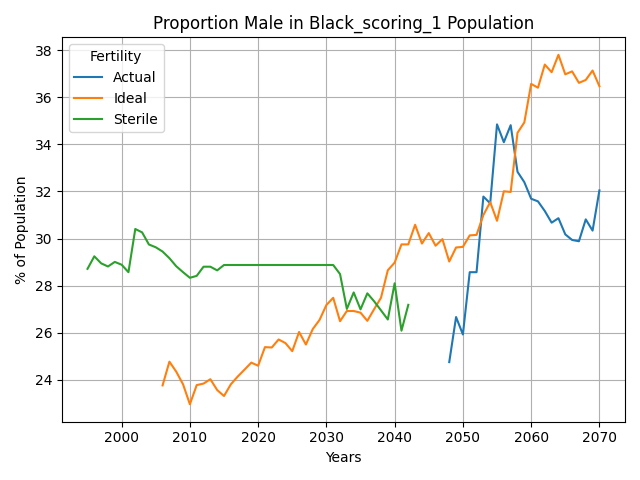 Proportion Male in Black_scoring_1 Population
Fertility
Actual
Ideal
Sterile
% of Population
38
36
34
32
30
28
26
24
2000 2010 2020 2030 2040 2050 2060 2070
Years